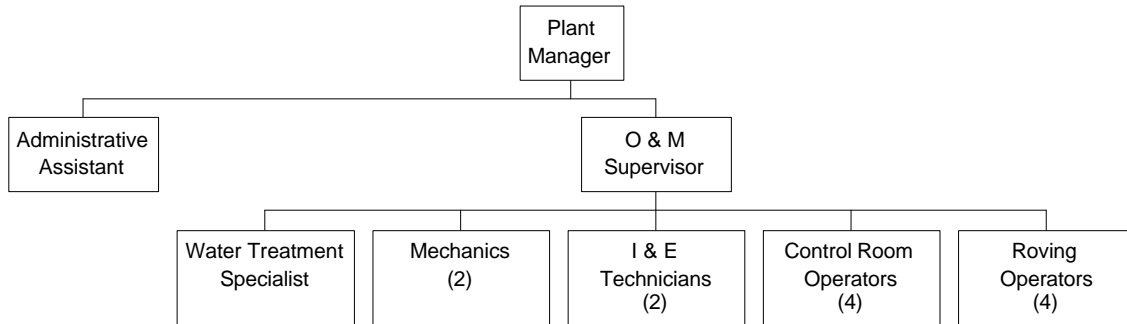 Plant
Manager
Administrative
Assistant
O & M
Supervisor
Water Treatment
Specialist
Mechanics
(2)
I & E
Technicians
(2)
Control Room
Operators
(4)
Roving
Operators
(4)